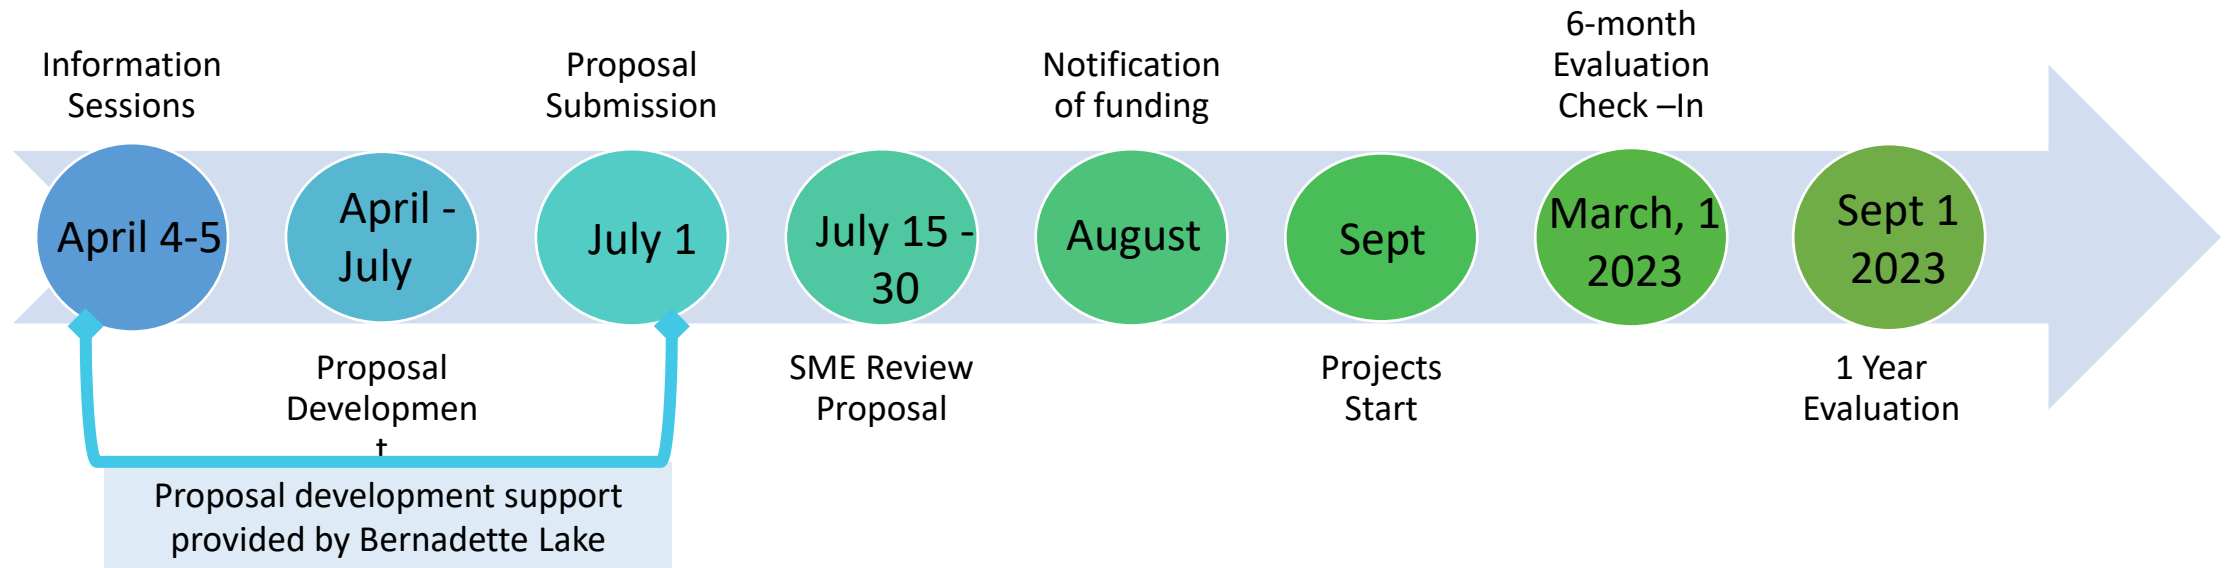 Information
Sessions
Proposal
Submission
Notification
of funding
6-month
Evaluation
Check –In
April 4-5
April -
July
July 1
July 15 -
30
August
Sept
March, 1
2023
Sept 1
2023
Proposal
Developmen
t
SME Review
Proposal
Projects
Start
1 Year
Evaluation
Proposal development support
provided by Bernadette Lake